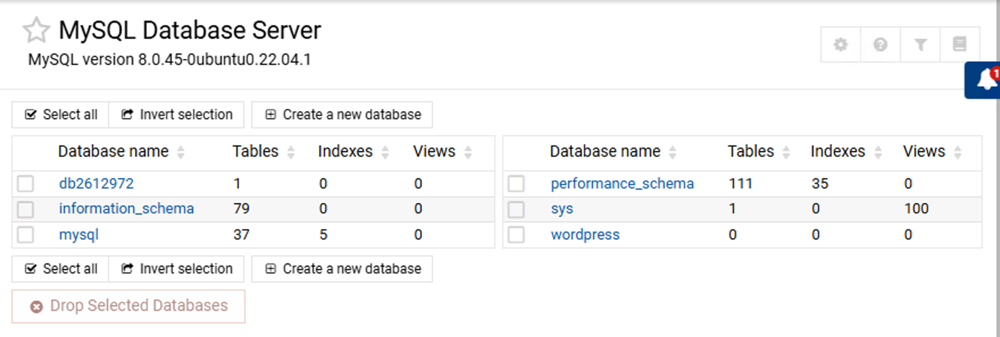 MySQL Database Server
MySQL version 8.0.45-0ubuntu0.22.04.1
1
Select all Invert selection Create a new database
Database name Tables Indexes Views Database name Tables Indexes Views
db2612972 1 0 0 performance_schema 111 35 0
information_schema 79 0 0 sys 1 0 100
mysql 37 5 0 wordpress 0 0 0
Select all Invert selection Create a new database
Drop Selected Databases